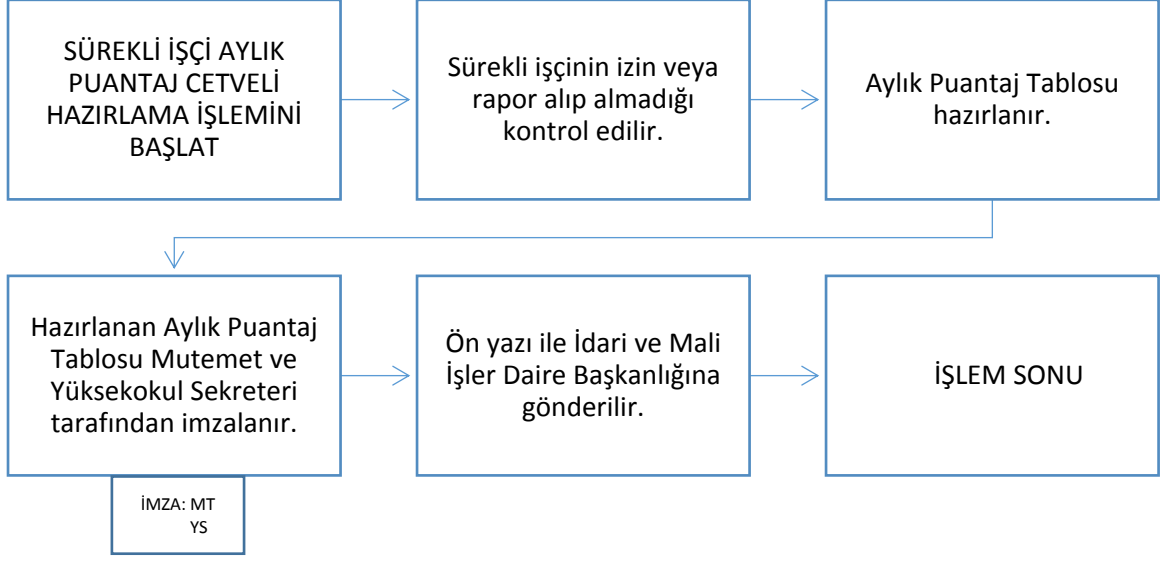 SÜREKLİ İŞÇİ AYLIK
PUANTAJ CETVELİ
HAZIRLAMA İŞLEMİNİ
BAŞLAT
Sürekli işçinin izin veya
rapor alıp almadığı
kontrol edilir.
Aylık Puantaj Tablosu
hazırlanır.
Hazırlanan Aylık Puantaj
Tablosu Mutemet ve
Yüksekokul Sekreteri
tarafından imzalanır.
İMZA: MT
YS
Ön yazı ile İdari ve Mali
İşler Daire Başkanlığına
gönderilir.
İŞLEM SONU